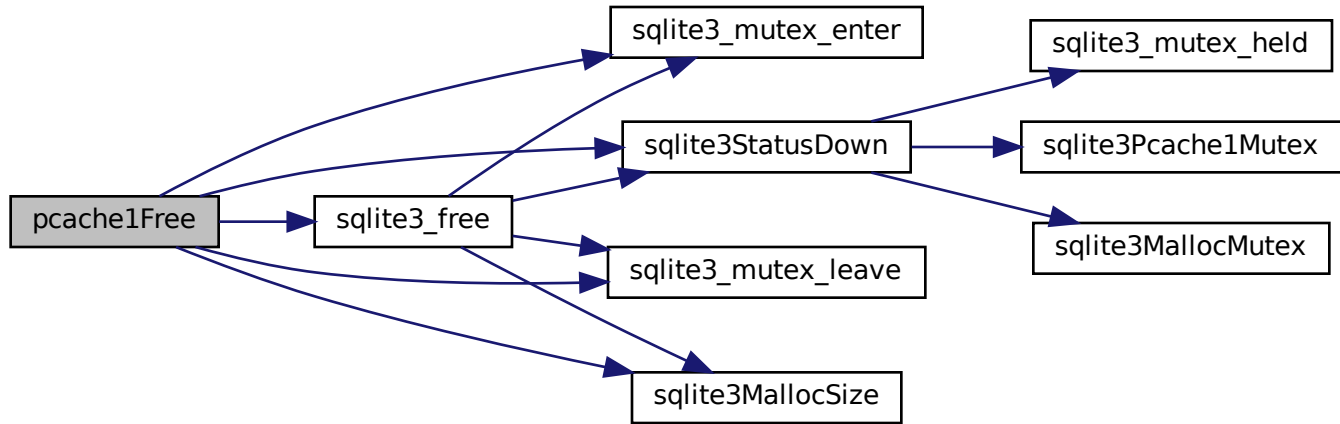 sqlite3_mutex_enter
sqlite3_mutex_held
sqlite3StatusDown
sqlite3Pcache1Mutex
pcache1Free
sqlite3_free
sqlite3MallocMutex
sqlite3_mutex_leave
sqlite3MallocSize